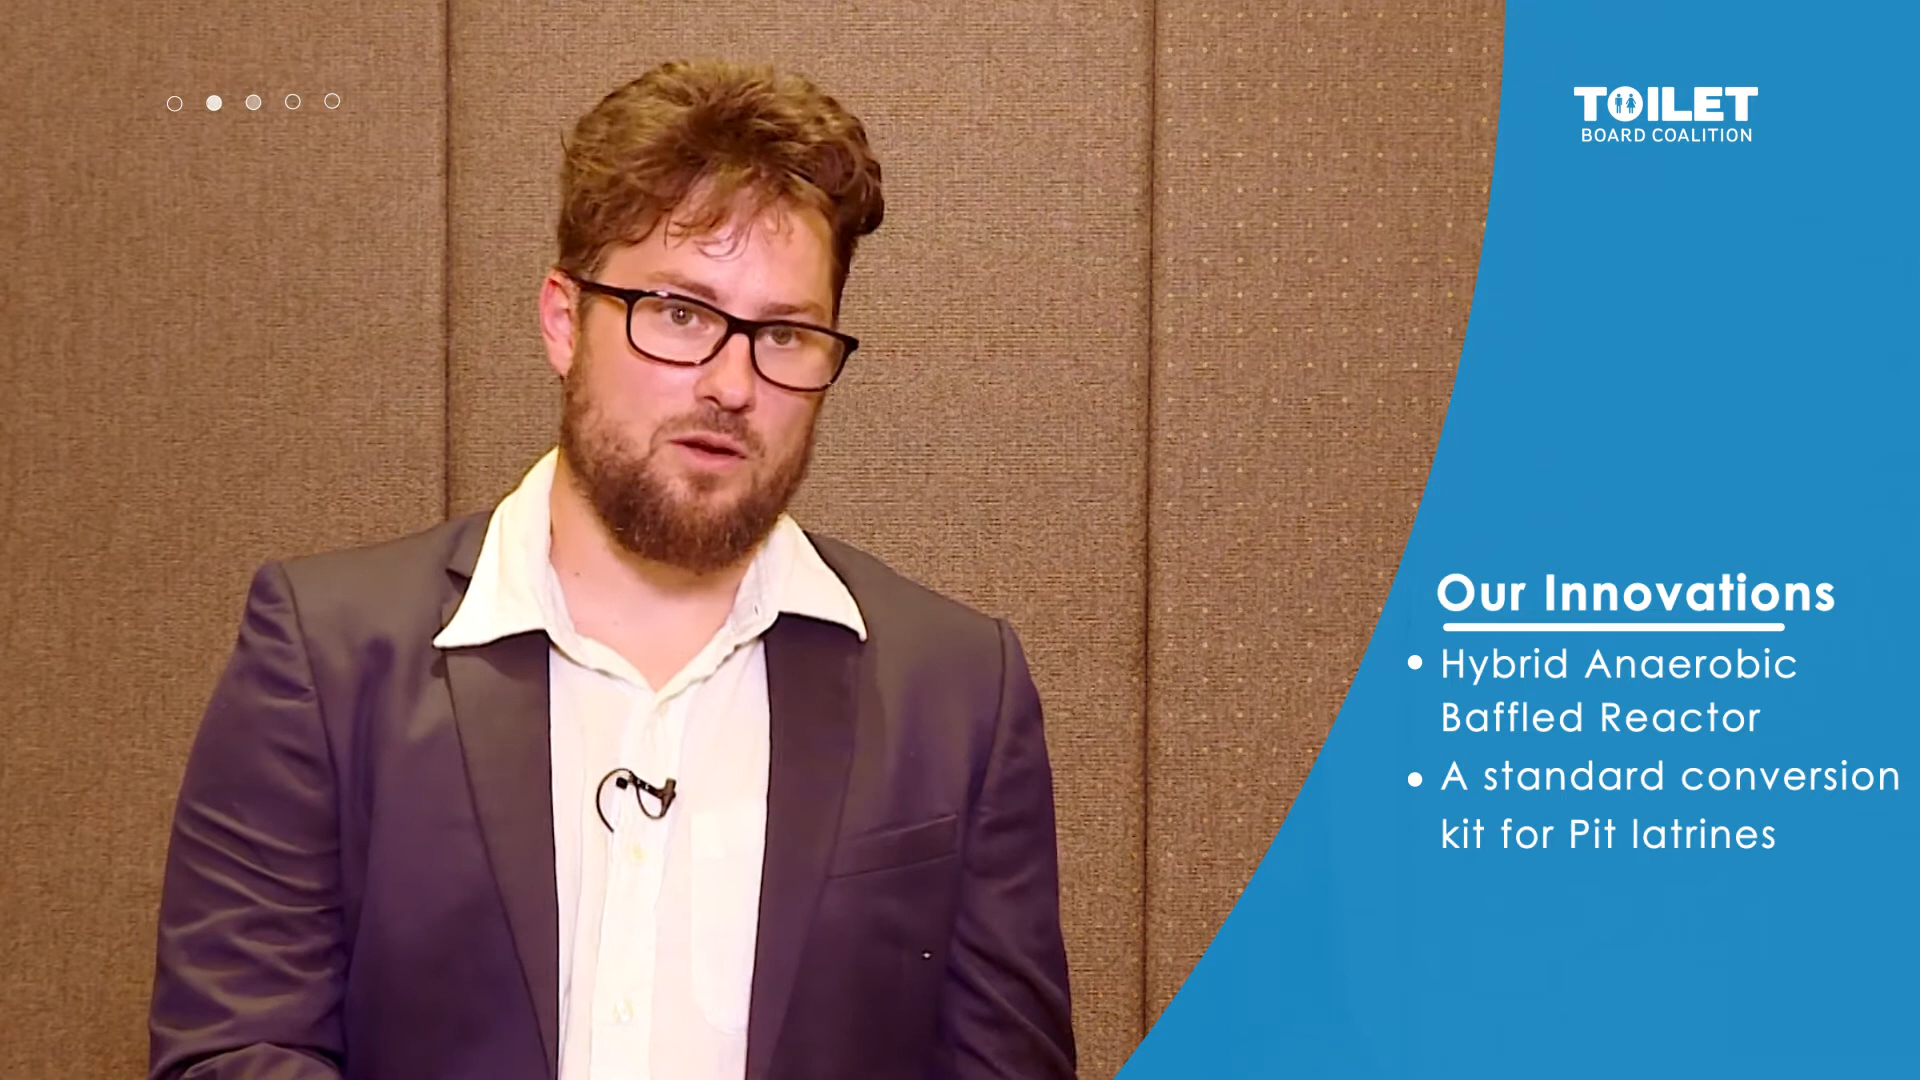 TOILET
BOARD COALITION
Our Innovations
Hybrid Anaerobic
Baffled Reactor
A standard conversion
kit for Pit latrines